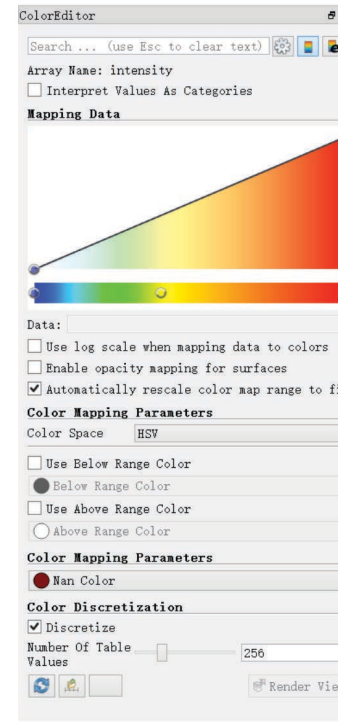 ColorEditor
Search ... (use Esc to clear text)
Array Name: intensity
Interpret Values As Categories
Mapping Data
Data:
Use log scale when mapping data to colors
Enable opacity mapping for surfaces
Automatically rescale color map range to fi
Color Mapping Parameters
Color Space HSV
Use Below Range Color
Below Range Color
Use Above Range Color
Above Range Color
Color Mapping Parameters
Nan Color
Color Discretization
Discretize
Number Of Table
Values
256
Render Vie